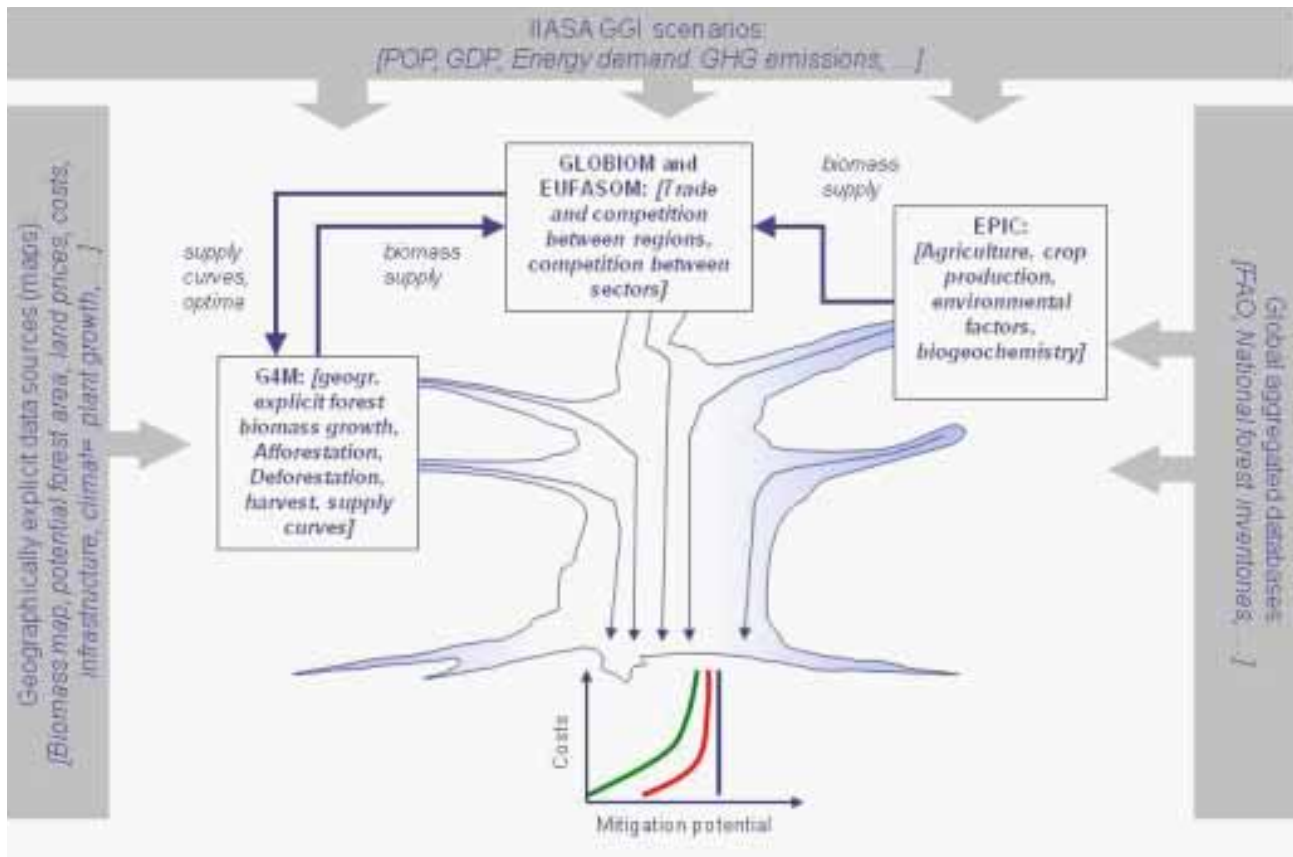 IIASA GGI scenarios:
[POP, GDP, Energy demand GHG emissions, ...]
Geographically explicit data sources (maps)
[Biomass map, potential forest area, land prices, costs,
infrastructure, climate plant growth, ...]
GLOBIOM and
EUFASOM: [Trade
and competition
between regions,
competition between
sectors]
biomass
supply
EPIC:
[Agriculture, crop
production,
environmental
factors,
biogeochemistry]
supply
curves,
optima
biomass
supply
G4M: [geogr.
explicit forest
biomass growth,
Afforestation,
Deforestation,
harvest, supply
curves]
Global aggregated databases
[FAO, National forest inventories, ...]
Costs
Mitigation potential